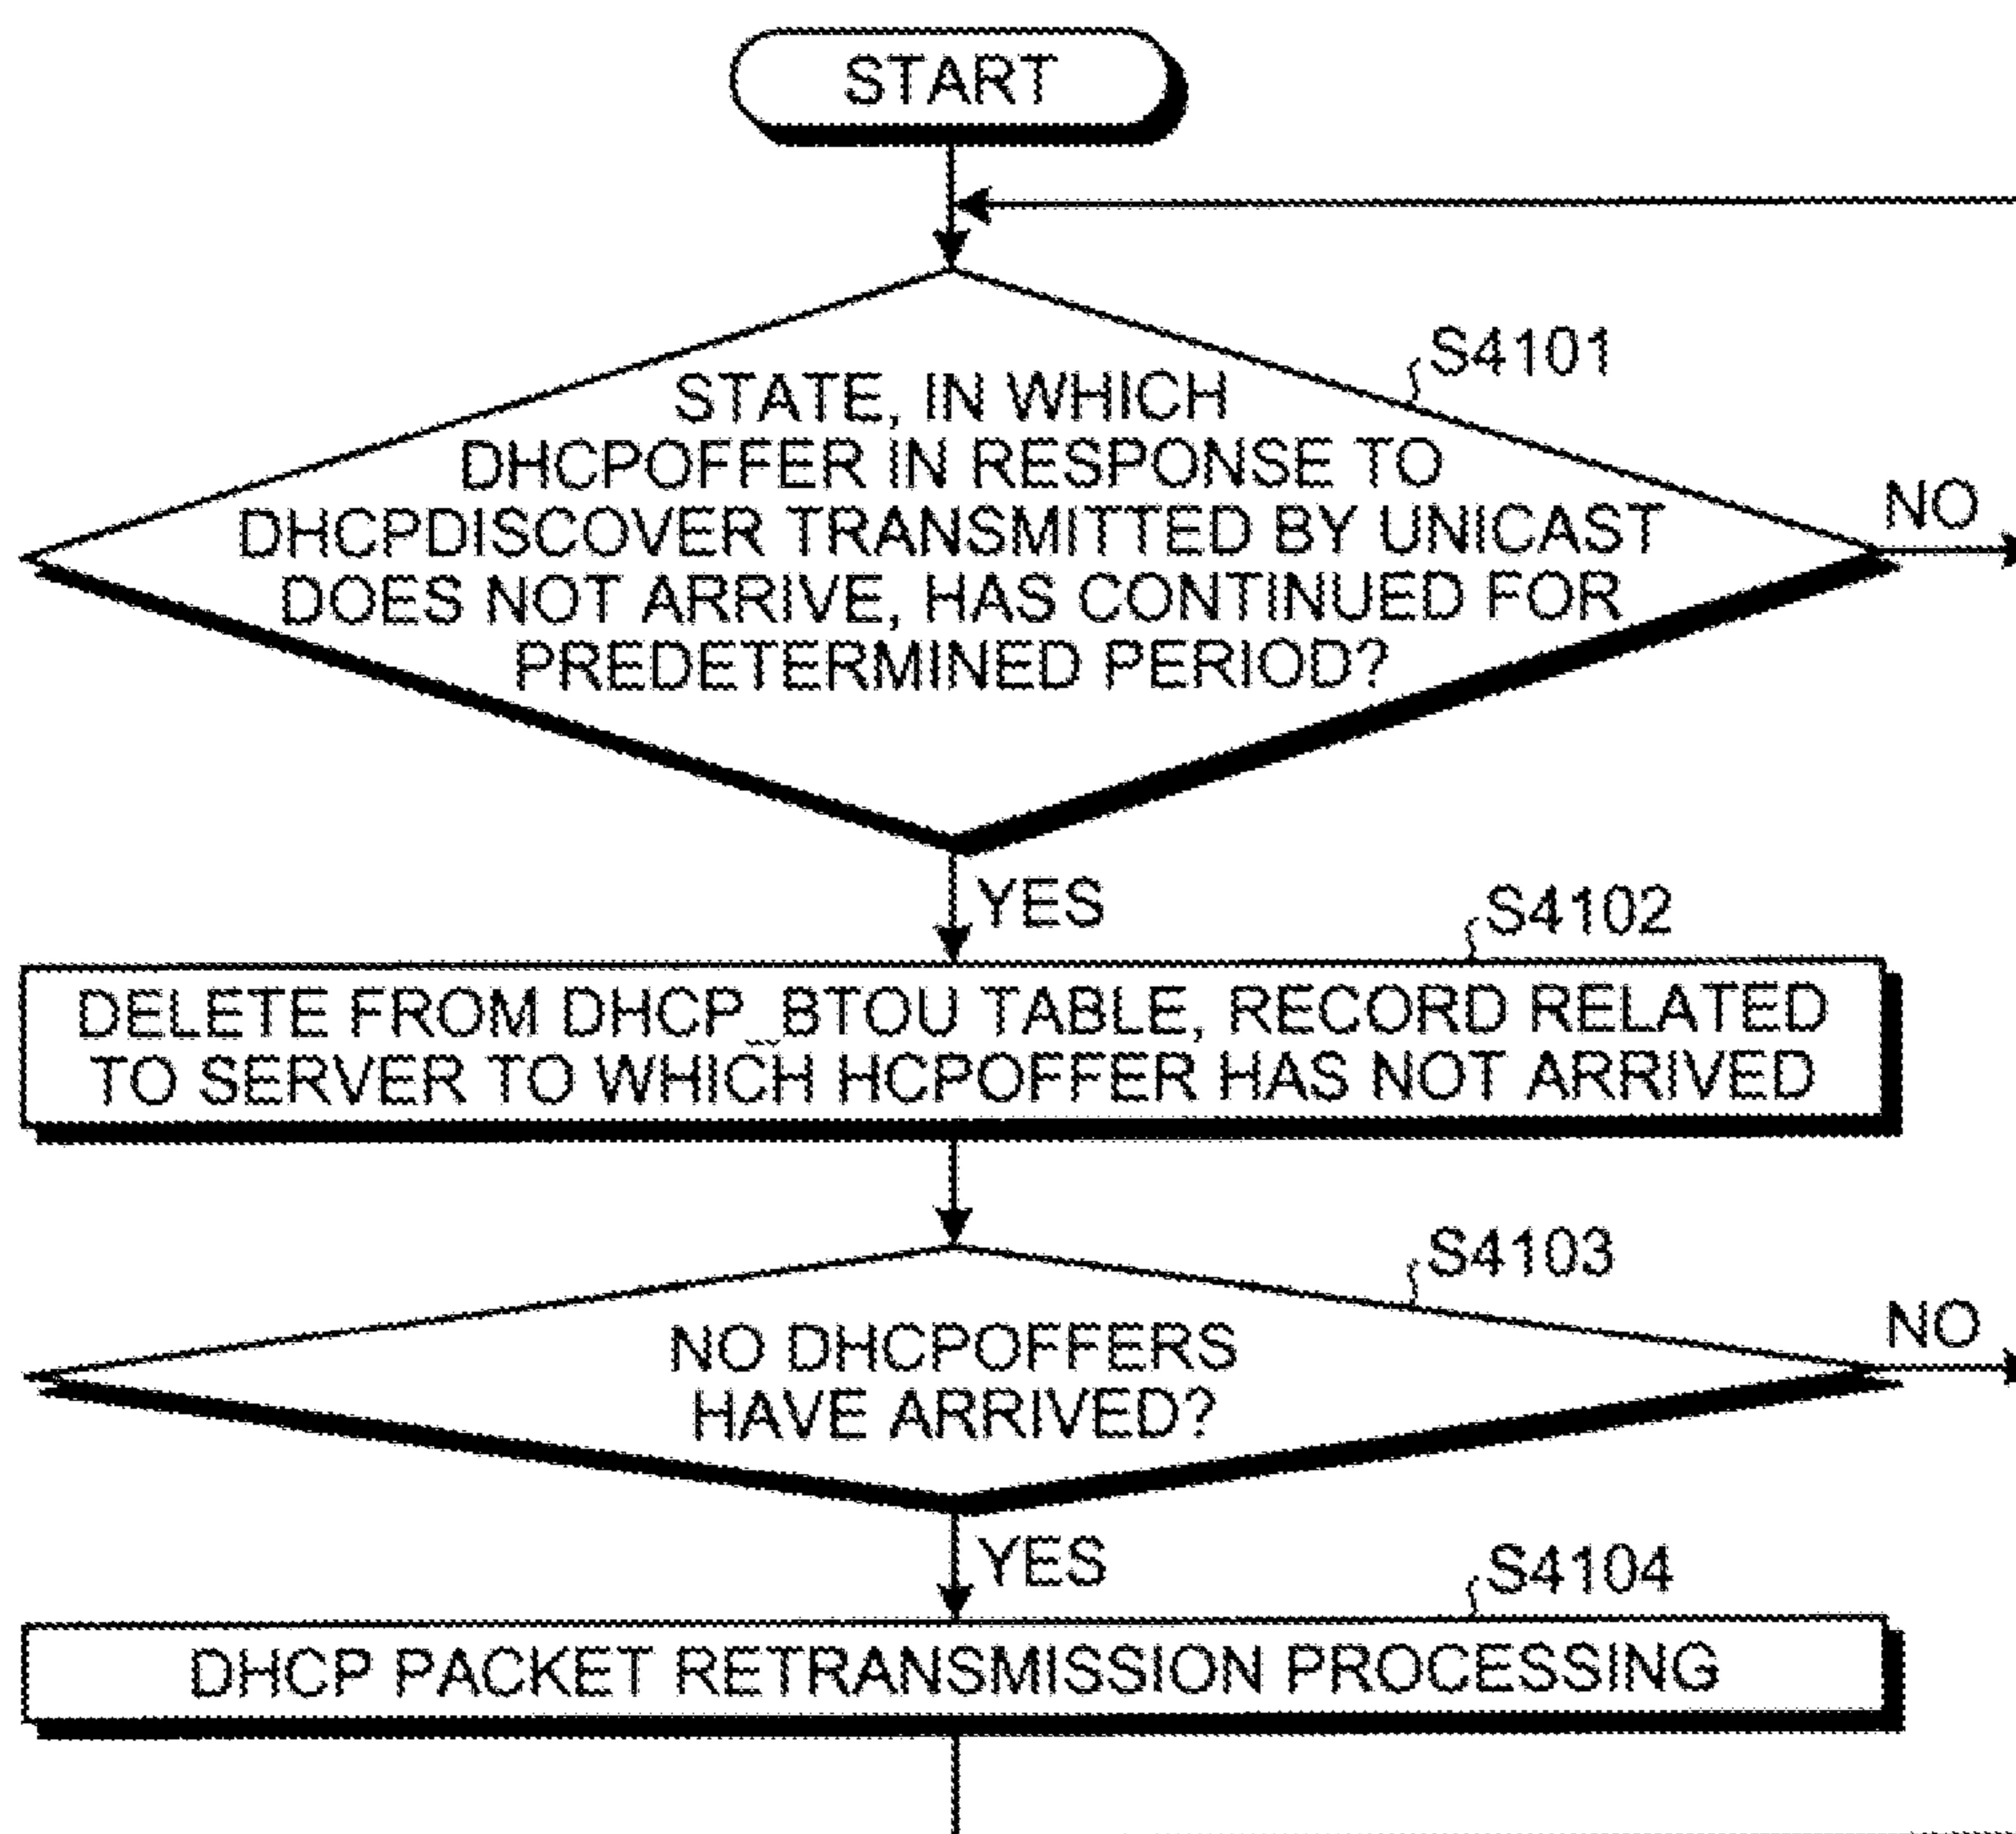 START
S4101
STATE, IN WHICH
DHCPOFFER IN RESPONSE TO
DHCPDISCOVER TRANSMITTED BY UNICAST
DOES NOT ARRIVE, HAS CONTINUED FOR
PREDETERMINED PERIOD?
NO
YES
S4102
DELETE FROM DHCP_BTOU TABLE, RECORD RELATED
TO SERVER TO WHICH HCPOFFER HAS NOT ARRIVED
S4103
NO DHCPOFFERS
HAVE ARRIVED?
NO
YES
S4104
DHCP PACKET RETRANSMISSION PROCESSING